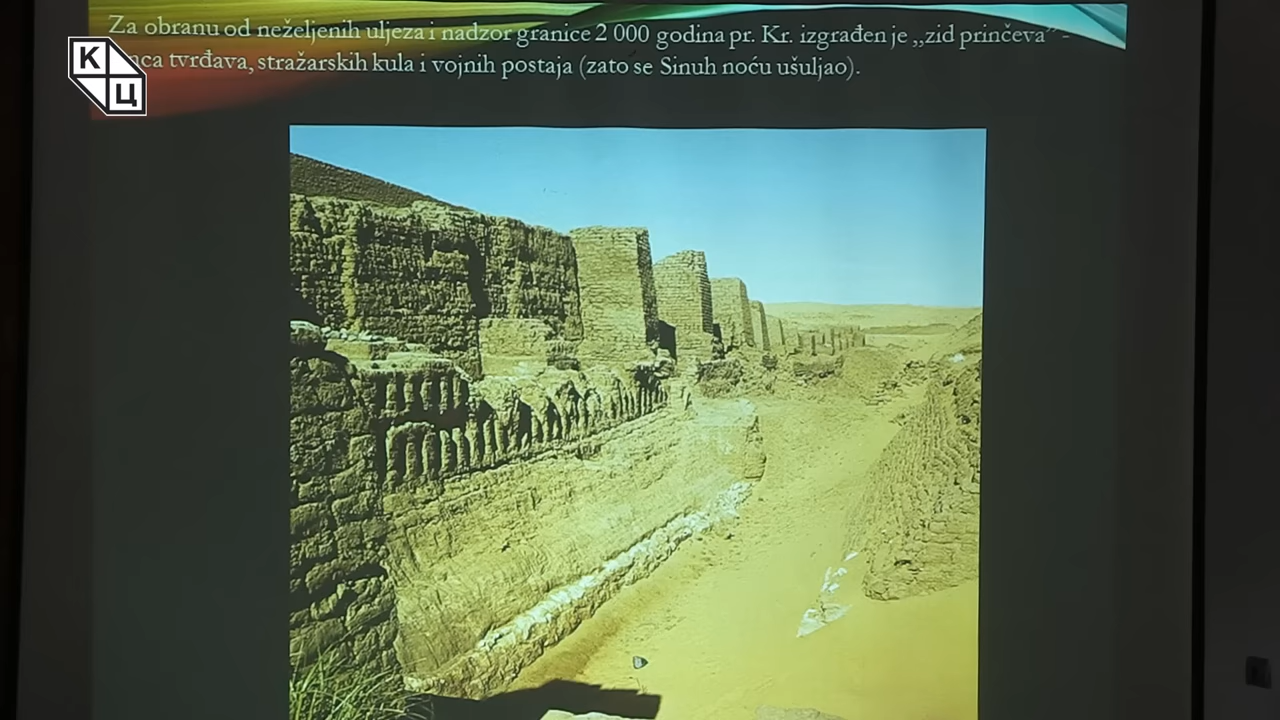 Za obranu od neželjenih uljeza i nadzor granice 2 000 godina pr. Kr. izgrađen je „zid prinčeva” -
tvrđava, stražarskih kula i vojnih postaja (zato se Sinuh noću ušuljao).
К
Ц